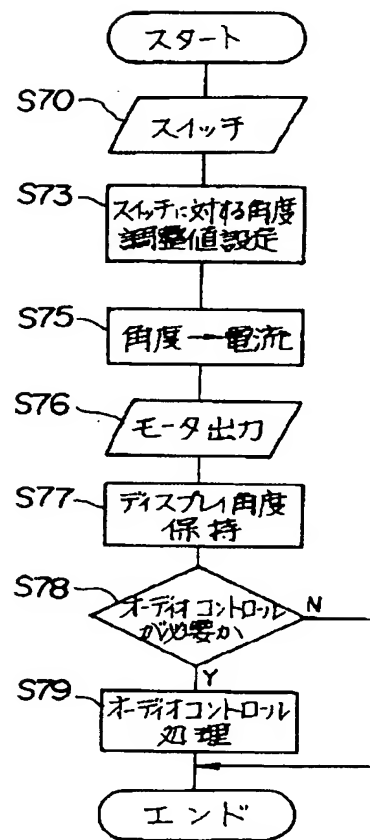 スタート
S70
スイッチ
S73
スイッチに対する角度
調整値設定
S75
角度→電流
S76
モータ出力
S77
ディスプレイ角度
保持
S78
オーディオコントロール
が必要か
N
Y
S79
オーディオコントロール
処理
エンド